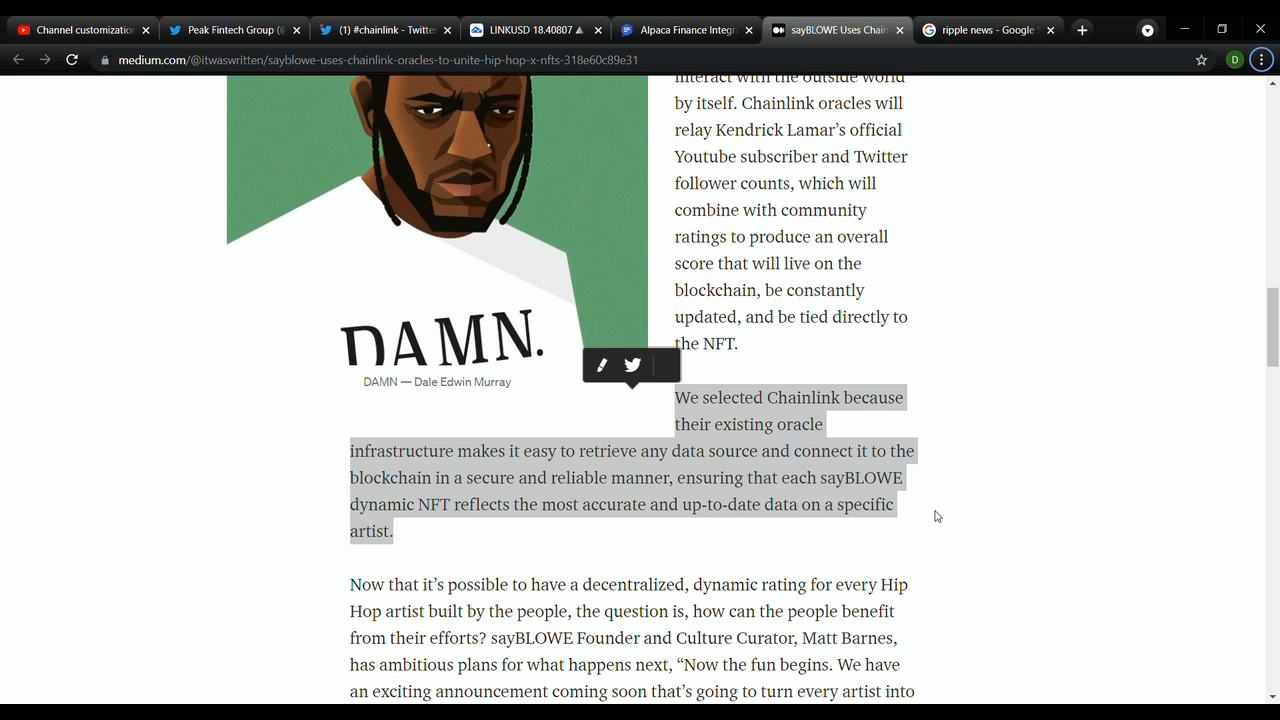 Channel customization
Peak Fintech Group (@
(1) #chainlink - Twitter
LINKUSD 18.40807 ▲
Alpaca Finance Integr
sayBLOWE Uses Chain
ripple news - Google S
medium.com/@itwaswritten/sayblowe-uses-chainlink-oracles-to-unite-hip-hop-x-nfts-318e60c89e31
D
interact with the outside world
by itself. Chainlink oracles will
relay Kendrick Lamar’s official
Youtube subscriber and Twitter
follower counts, which will
combine with community
ratings to produce an overall
score that will live on the
blockchain, be constantly
updated, and be tied directly to
the NFT.
DAMN.
DAMN — Dale Edwin Murray
We selected Chainlink because
their existing oracle
infrastructure makes it easy to retrieve any data source and connect it to the
blockchain in a secure and reliable manner, ensuring that each sayBLOWE
dynamic NFT reflects the most accurate and up-to-date data on a specific
artist.
Now that it’s possible to have a decentralized, dynamic rating for every Hip
Hop artist built by the people, the question is, how can the people benefit
from their efforts? sayBLOWE Founder and Culture Curator, Matt Barnes,
has ambitious plans for what happens next, “Now the fun begins. We have
an exciting announcement coming soon that’s going to turn every artist into